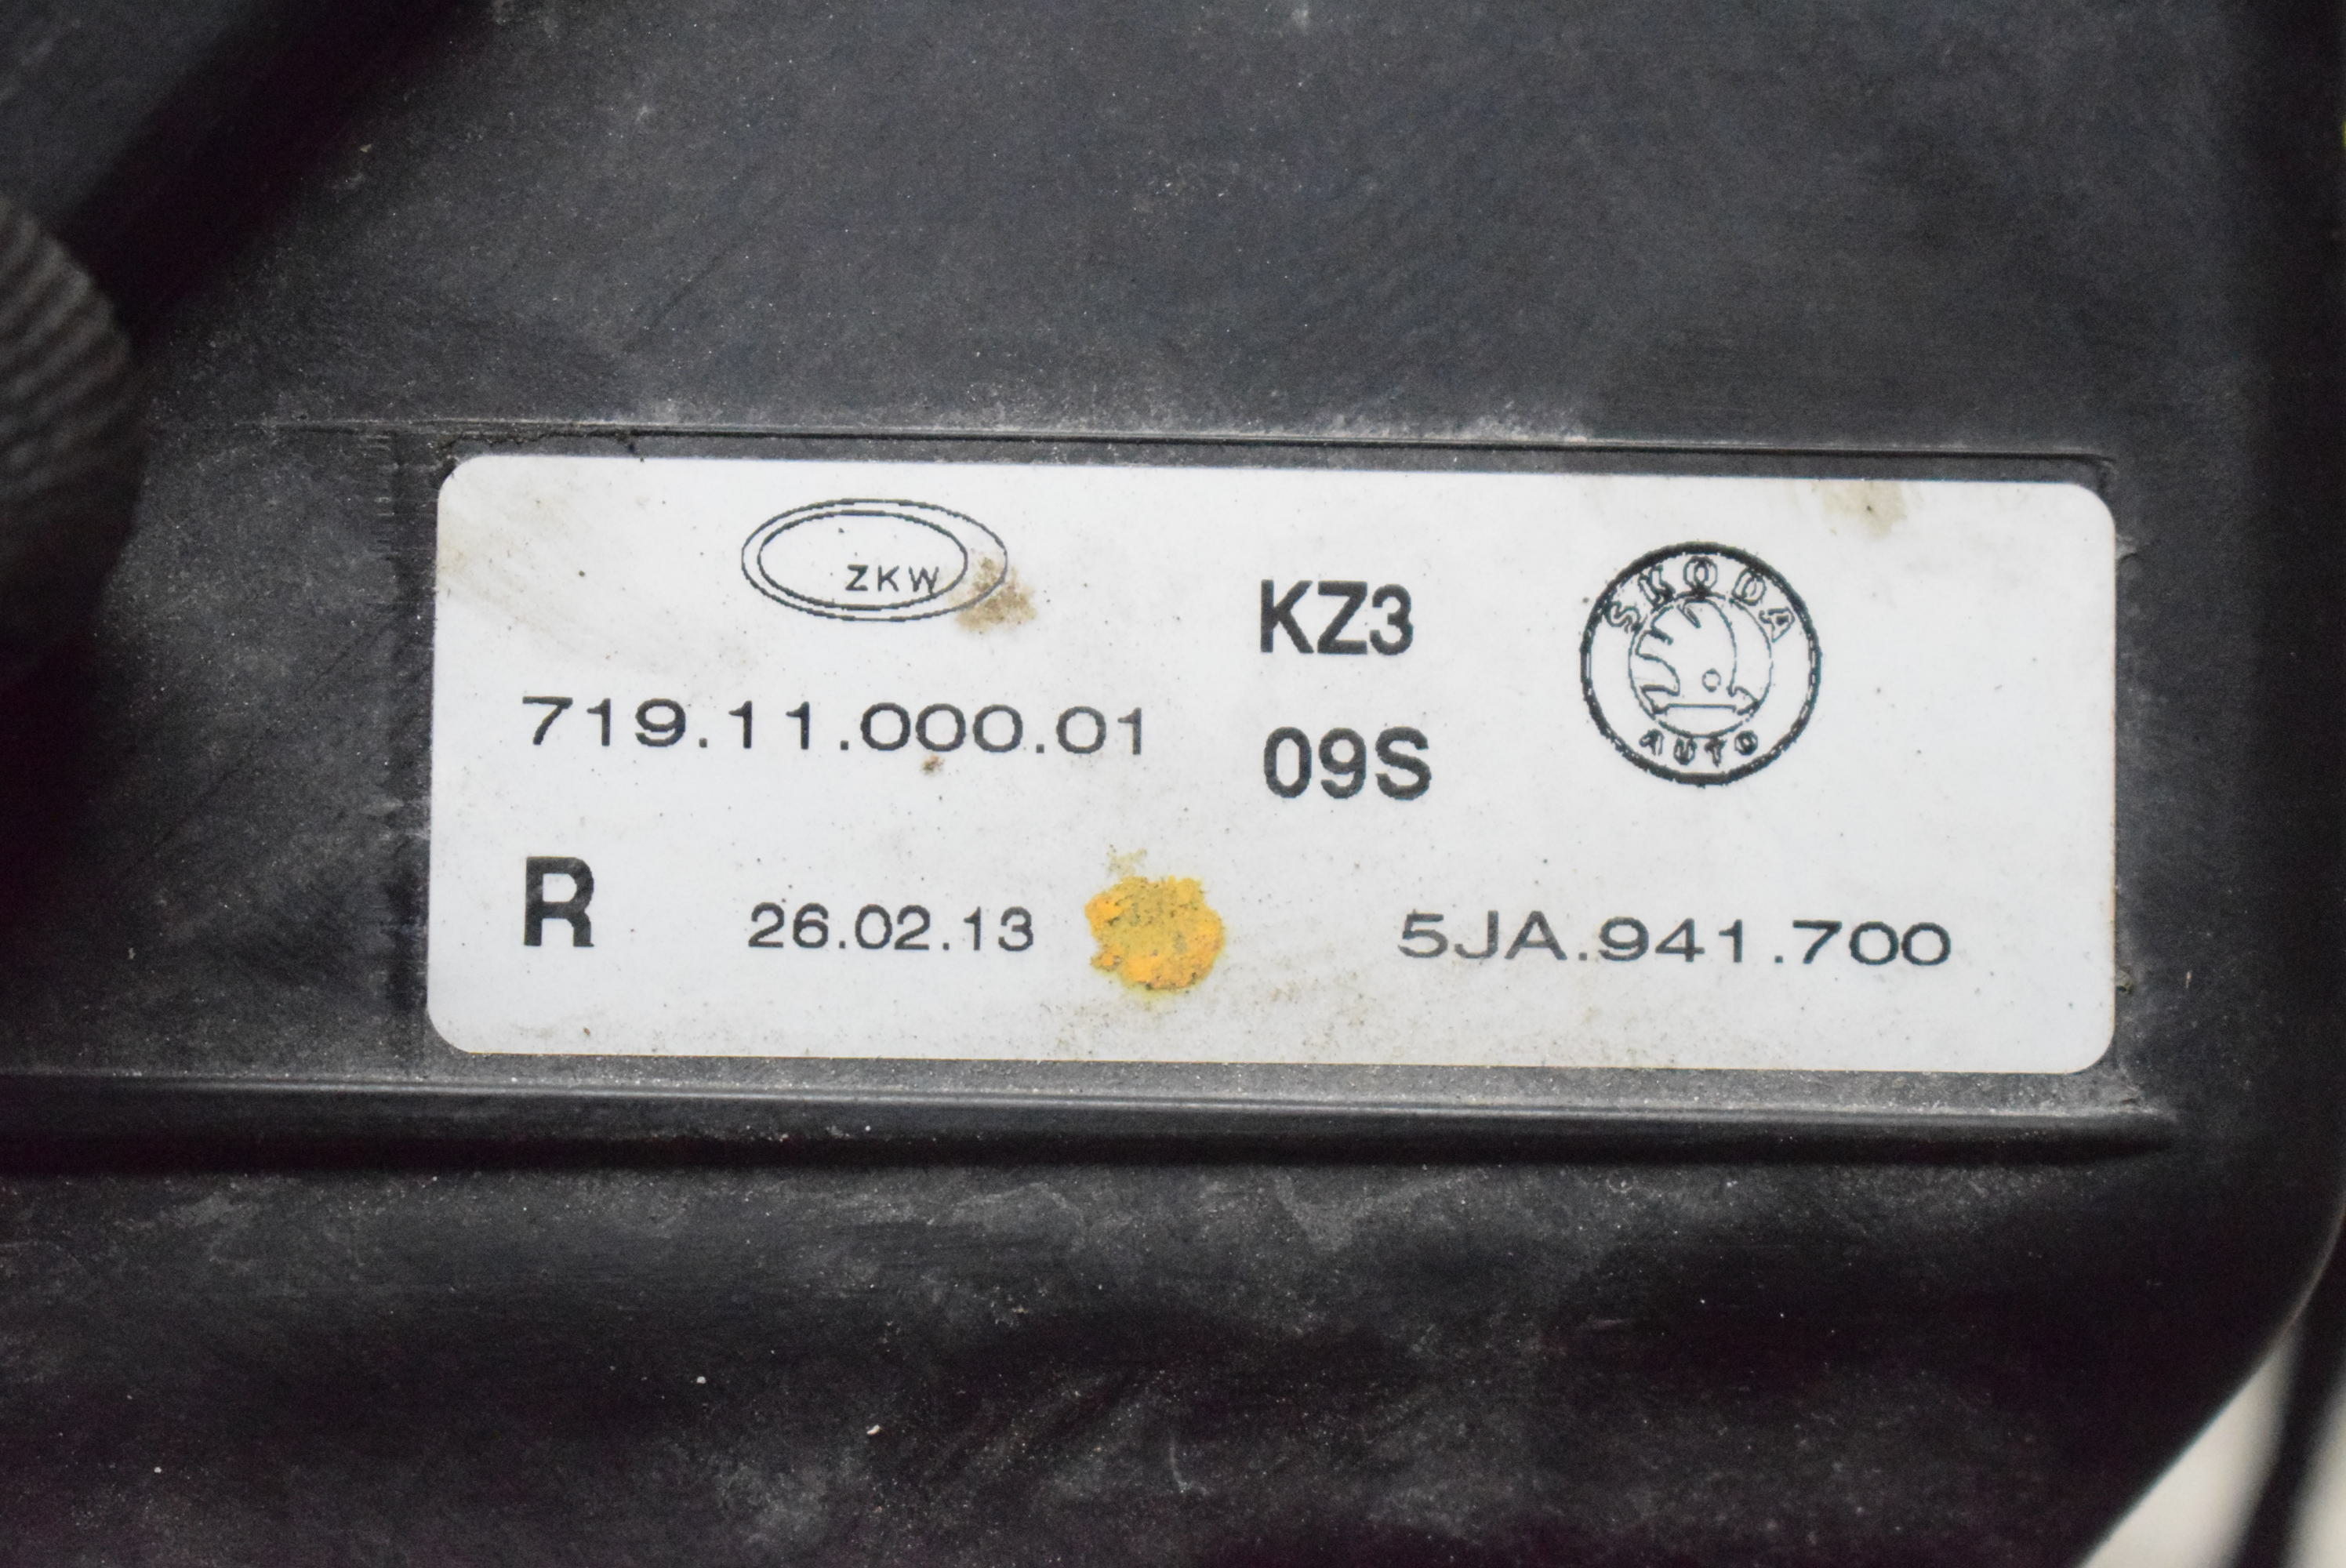 ZKW
KZ3
SKODA
AUTO
719.11.000.01
09S
R 26.02.13 5JA.941.700